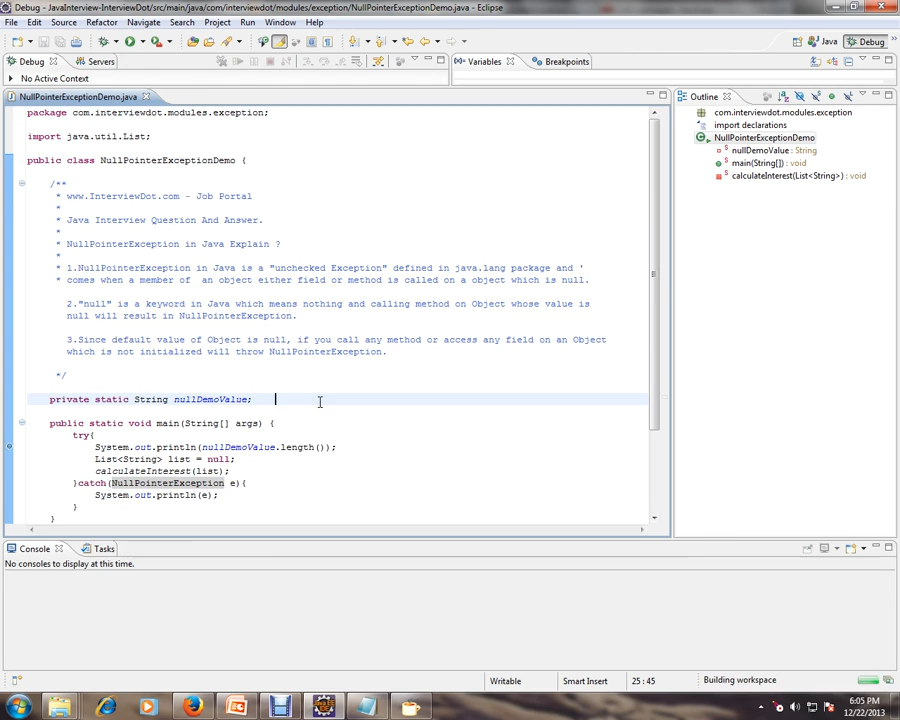 Debug - JavaInterview-InterviewDot/src/main/java/com/interviewdot/modules/exception/NullPointerExceptionDemo.java - Eclipse
File Edit Source Refactor Navigate Search Project Run Window Help
Java Debug
Debug Servers
Variables Breakpoints
No Active Context
NullPointerExceptionDemo.java
Outline
package com.interviewdot.modules.exception;
import java.util.List;
public class NullPointerExceptionDemo {
/**
* www.InterviewDot.com - Job Portal
*
* Java Interview Question And Answer.
*
* NullPointerException in Java Explain ?
*
* 1.NullPointerException in Java is a "unchecked Exception" defined in java.lang package and '
* comes when a member of  an object either field or method is called on a object which is null.
2."null" is a keyword in Java which means nothing and calling method on Object whose value is
null will result in NullPointerException.
3.Since default value of Object is null, if you call any method or access any field on an Object
which is not initialized will throw NullPointerException.
*/
private static String nullDemoValue;
public static void main(String[] args) {
try{
System.out.println(nullDemoValue.length());
List<String> list = null;
calculateInterest(list);
}catch(NullPointerException e){
System.out.println(e);
}
}
com.interviewdot.modules.exception
import declarations
NullPointerExceptionDemo
nullDemoValue : String
main(String[]) : void
calculateInterest(List<String>) : void
Console Tasks
No consoles to display at this time.
Writable Smart Insert 25 : 45 Building workspace
6:05 PM
12/22/2013